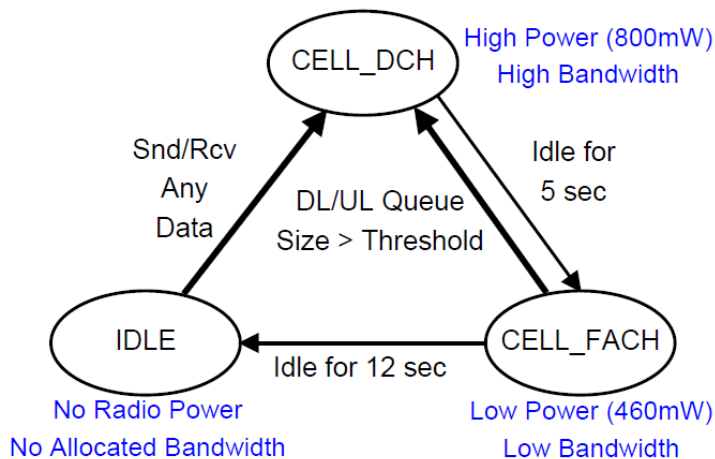 CELL_DCH
High Power (800mW)
High Bandwidth
Snd/Rcv
Any
Data
DL/UL Queue
Size > Threshold
Idle for
5 sec
IDLE
No Radio Power
No Allocated Bandwidth
Idle for 12 sec
CELL_FACH
Low Power (460mW)
Low Bandwidth